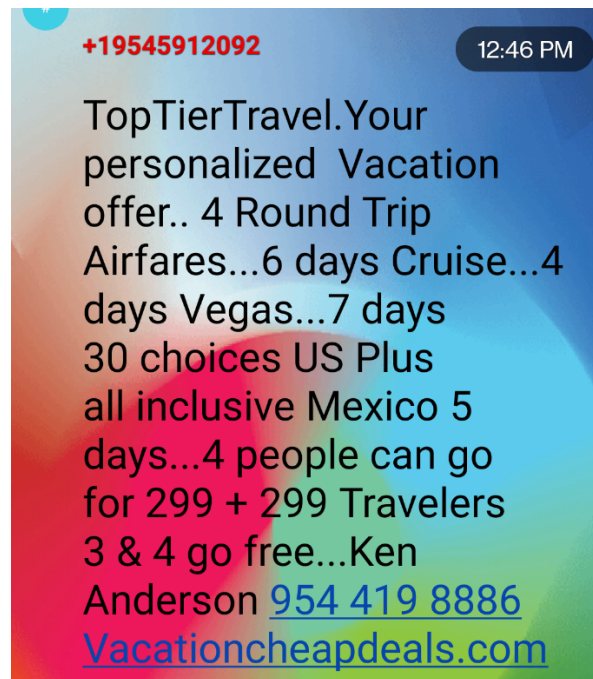 +19545912092
12:46 PM
TopTierTravel.Your
personalized  Vacation
offer.. 4 Round Trip
Airfares...6 days Cruise...4
days Vegas...7 days
30 choices US Plus
all inclusive Mexico 5
days...4 people can go
for 299 + 299 Travelers
3 & 4 go free...Ken
Anderson 954 419 8886
Vacationcheapdeals.com